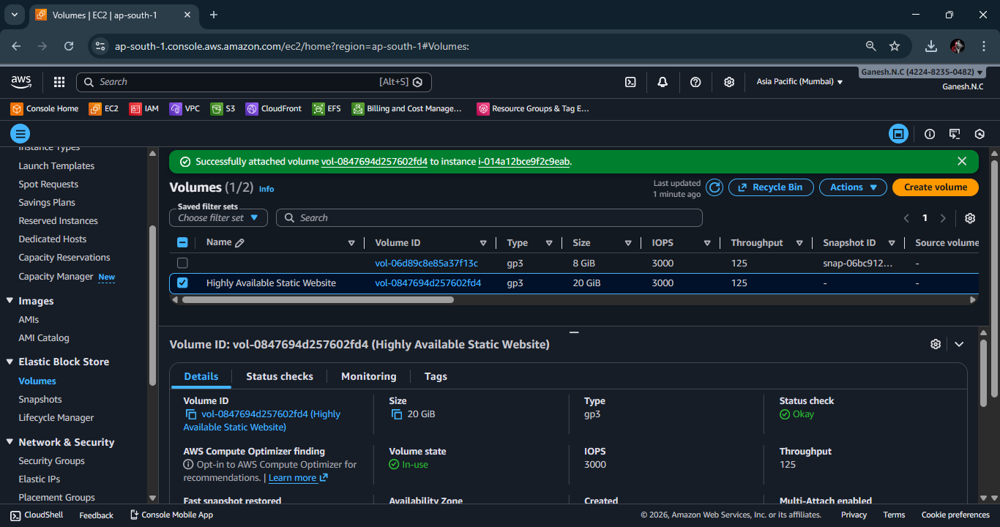 Volumes | EC2 | ap-south-1
ap-south-1.console.aws.amazon.com/ec2/home?region=ap-south-1#Volumes:
aws
Search
[Alt+S]
Asia Pacific (Mumbai)
Ganesh.N.C (4224-8235-0482)
Ganesh.N.C
Console Home
EC2
IAM
VPC
S3
CloudFront
EFS
Billing and Cost Manage...
Resource Groups & Tag E...
Instance Types
Launch Templates
Spot Requests
Savings Plans
Reserved Instances
Dedicated Hosts
Capacity Reservations
Capacity Manager New
Images
AMIs
AMI Catalog
Elastic Block Store
Volumes
Snapshots
Lifecycle Manager
Network & Security
Security Groups
Elastic IPs
Placement Groups
Successfully attached volume vol-0847694d257602fd4 to instance i-014a12bce9f2c9eab.
Volumes (1/2) Info
Last updated
1 minute ago
Recycle Bin
Actions
Create volume
Saved filter sets
Choose filter set
Search
1
Name Volume ID Type Size IOPS Throughput Snapshot ID Source volume
vol-06d89c8e85a37f13c gp3 8 GiB 3000 125 snap-06bc912... -
Highly Available Static Website vol-0847694d257602fd4 gp3 20 GiB 3000 125 - -
Volume ID: vol-0847694d257602fd4 (Highly Available Static Website)
Details
Status checks
Monitoring
Tags
Volume ID
vol-0847694d257602fd4 (Highly
Available Static Website)
Size
20 GiB
Type
gp3
Status check
Okay
AWS Compute Optimizer finding
Opt-in to AWS Compute Optimizer for
recommendations. | Learn more
Volume state
In-use
IOPS
3000
Throughput
125
Fast snapshot restored
Availability Zone
Created
Multi-Attach enabled
CloudShell
Feedback
Console Mobile App
© 2026, Amazon Web Services, Inc. or its affiliates.
Privacy
Terms
Cookie preferences